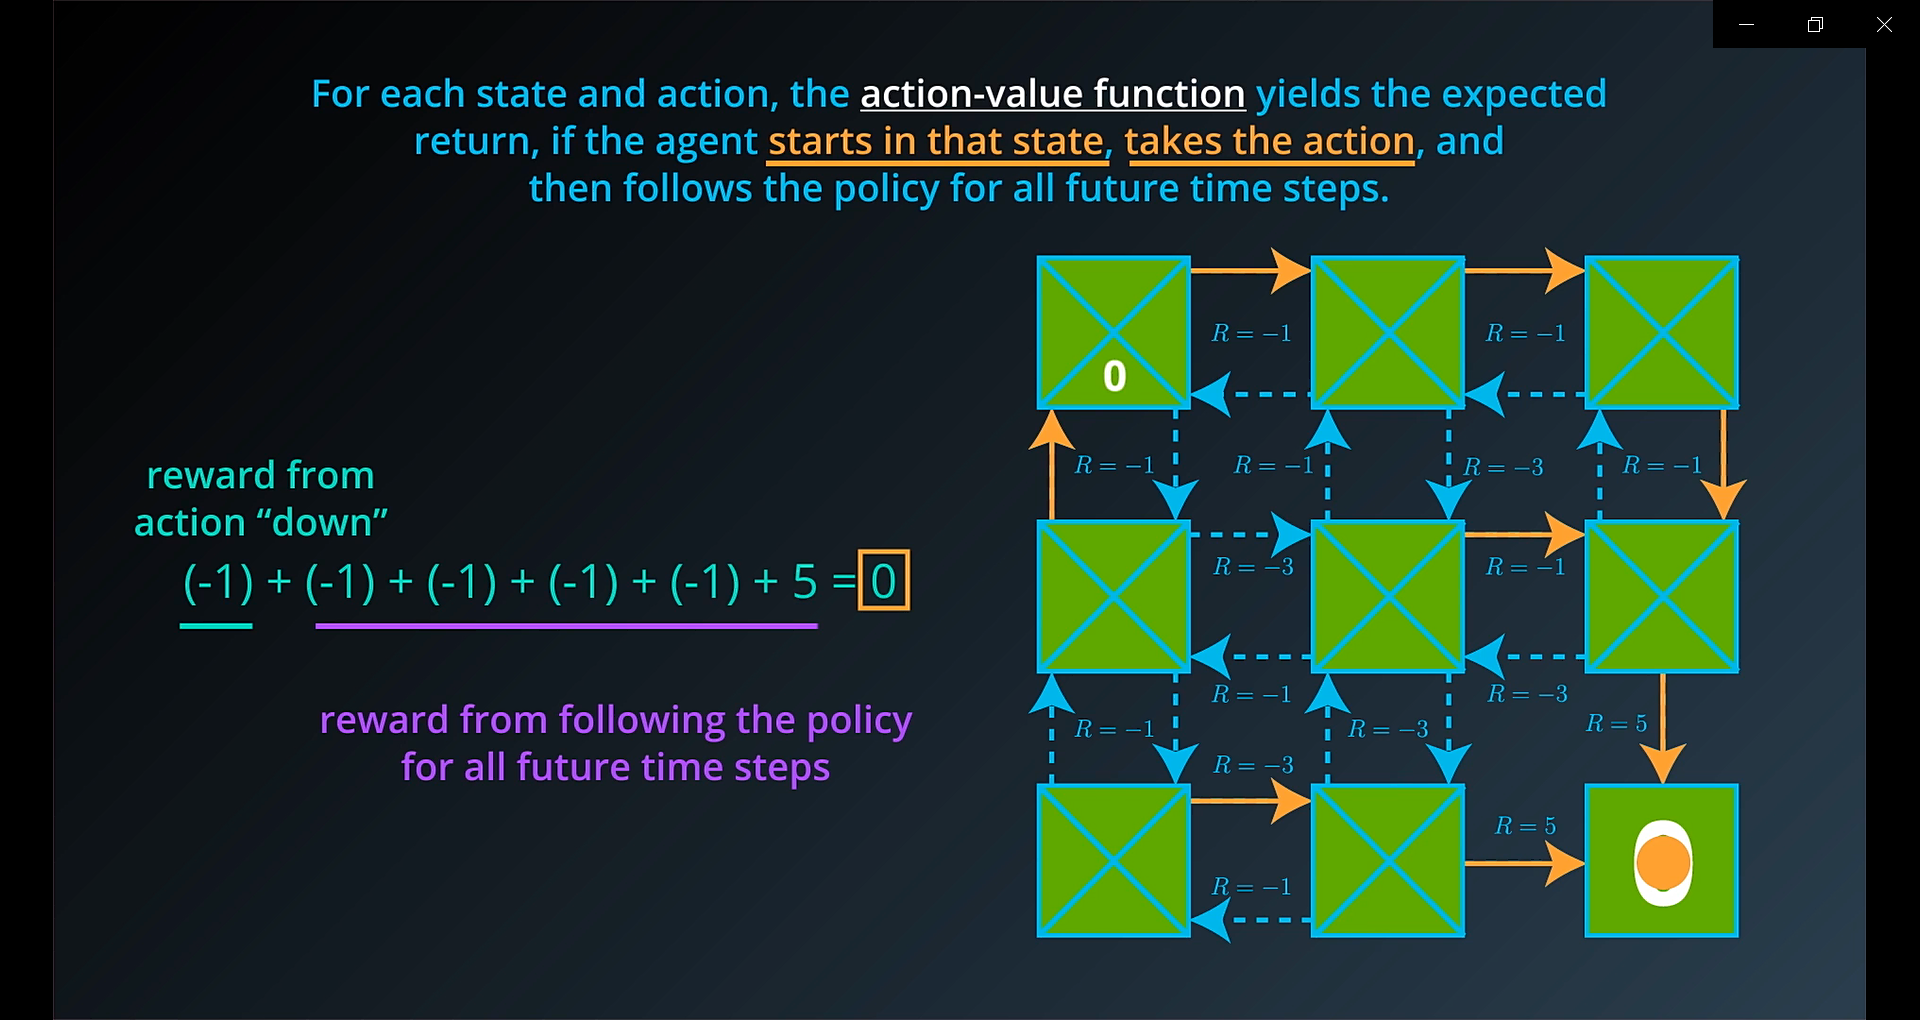 For each state and action, the action-value function yields the expected
return, if the agent starts in that state, takes the action, and
then follows the policy for all future time steps.
R = −1
R = −1
0
R = −1
R = −1
R = −3
R = −1
reward from
action “down”
(-1) + (-1) + (-1) + (-1) + (-1) + 5 = 0
R = −3
R = −1
R = −1
R = −3
reward from following the policy
for all future time steps
R = −1
R = −3
R = 5
R = −3
R = 5
R = −1
0